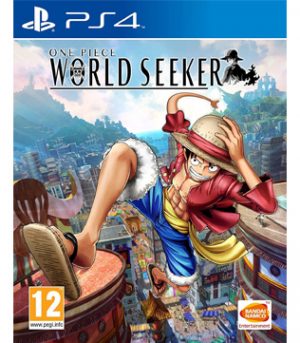 PS4
ONE PIECE
WORLD SEEKER
12
www.pegi.info
BANDAI
NAMCO
Entertainment